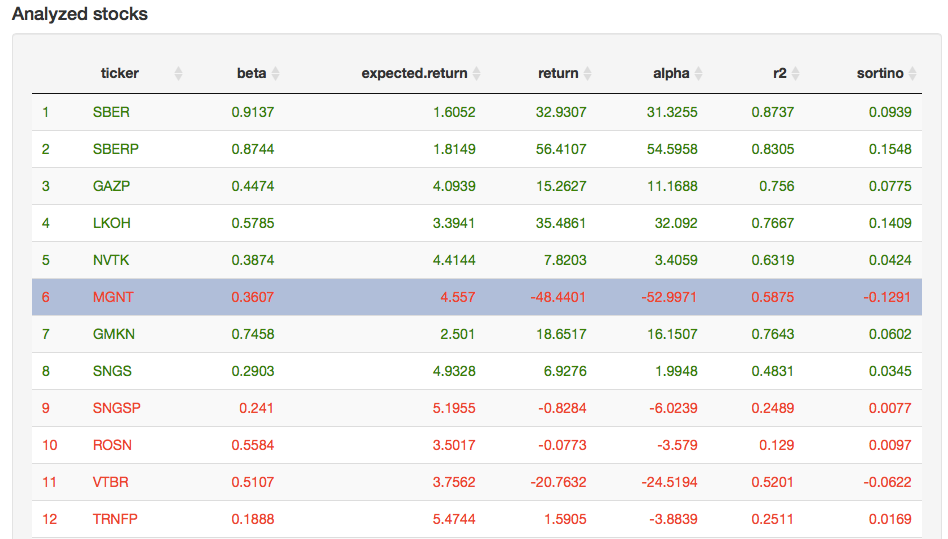 Analyzed stocks
ticker beta expected.return return alpha r2 sortino
1 SBER 0.9137 1.6052 32.9307 31.3255 0.8737 0.0939
2 SBERP 0.8744 1.8149 56.4107 54.5958 0.8305 0.1548
3 GAZP 0.4474 4.0939 15.2627 11.1688 0.756 0.0775
4 LKOH 0.5785 3.3941 35.4861 32.092 0.7667 0.1409
5 NVTK 0.3874 4.4144 7.8203 3.4059 0.6319 0.0424
6 MGNT 0.3607 4.557 -48.4401 -52.9971 0.5875 -0.1291
7 GMKN 0.7458 2.501 18.6517 16.1507 0.7643 0.0602
8 SNGS 0.2903 4.9328 6.9276 1.9948 0.4831 0.0345
9 SNGSP 0.241 5.1955 -0.8284 -6.0239 0.2489 0.0077
10 ROSN 0.5584 3.5017 -0.0773 -3.579 0.129 0.0097
11 VTBR 0.5107 3.7562 -20.7632 -24.5194 0.5201 -0.0622
12 TRNFP 0.1888 5.4744 1.5905 -3.8839 0.2511 0.0169